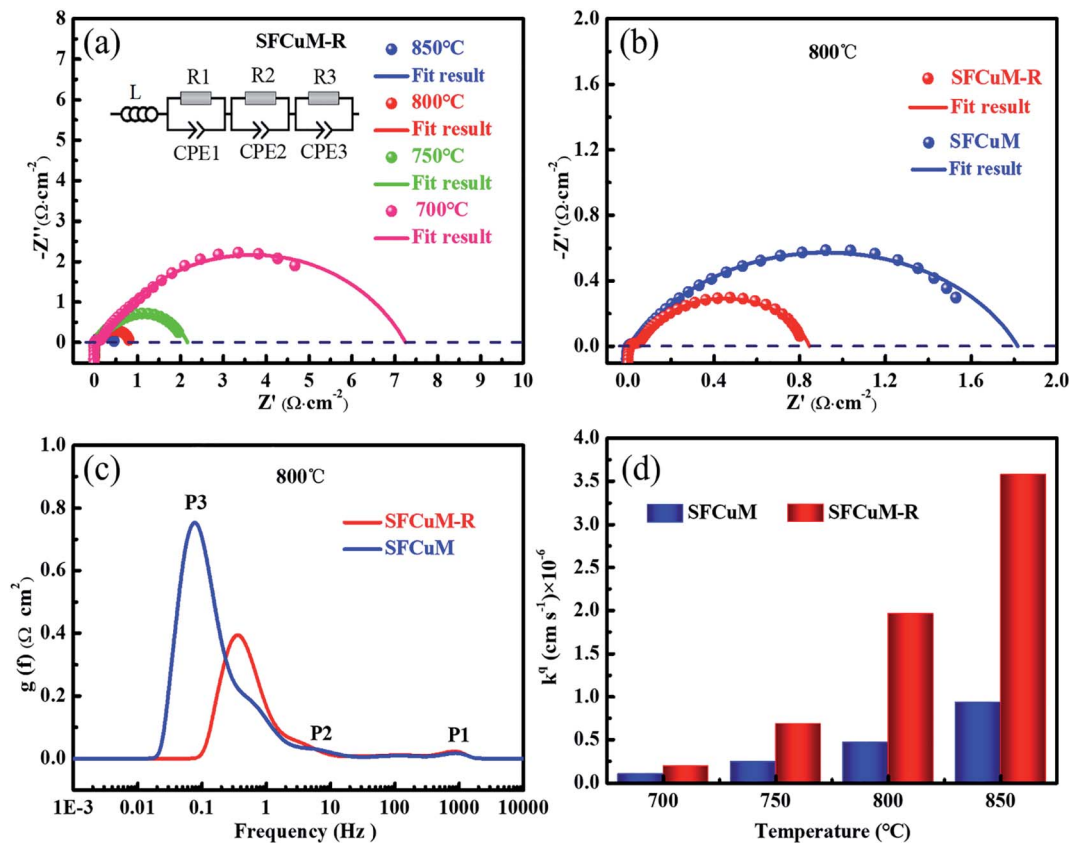 (a)
SFCuM-R
L
R1
R2
R3
CPE1
CPE2
CPE3
850°C
Fit result
800°C
Fit result
750°C
Fit result
700°C
Fit result
-Z''(Ω·cm-2)
8
7
6
5
4
3
2
1
0
0 1 2 3 4 5 6 7 8 9 10
Z' (Ω·cm-2)
(b)
800℃
SFCuM-R
Fit result
SFCuM
Fit result
-Z''(Ω·cm-2)
-2.0
-1.6
-1.2
-0.8
-0.4
0.0
0.0 0.4 0.8 1.2 1.6 2.0
Z' (Ω·cm-2)
(c)
800℃
P3
SFCuM-R
SFCuM
P2
P1
g (f) (Ω cm2)
1.0
0.8
0.6
0.4
0.2
0.0
1E-3 0.01 0.1 1 10 100 1000 10000
Frequency (Hz )
(d)
SFCuM
SFCuM-R
kq (cm s-1)×10-6
4.0
3.5
3.0
2.5
2.0
1.5
1.0
0.5
0.0
700 750 800 850
Temperature (°C)